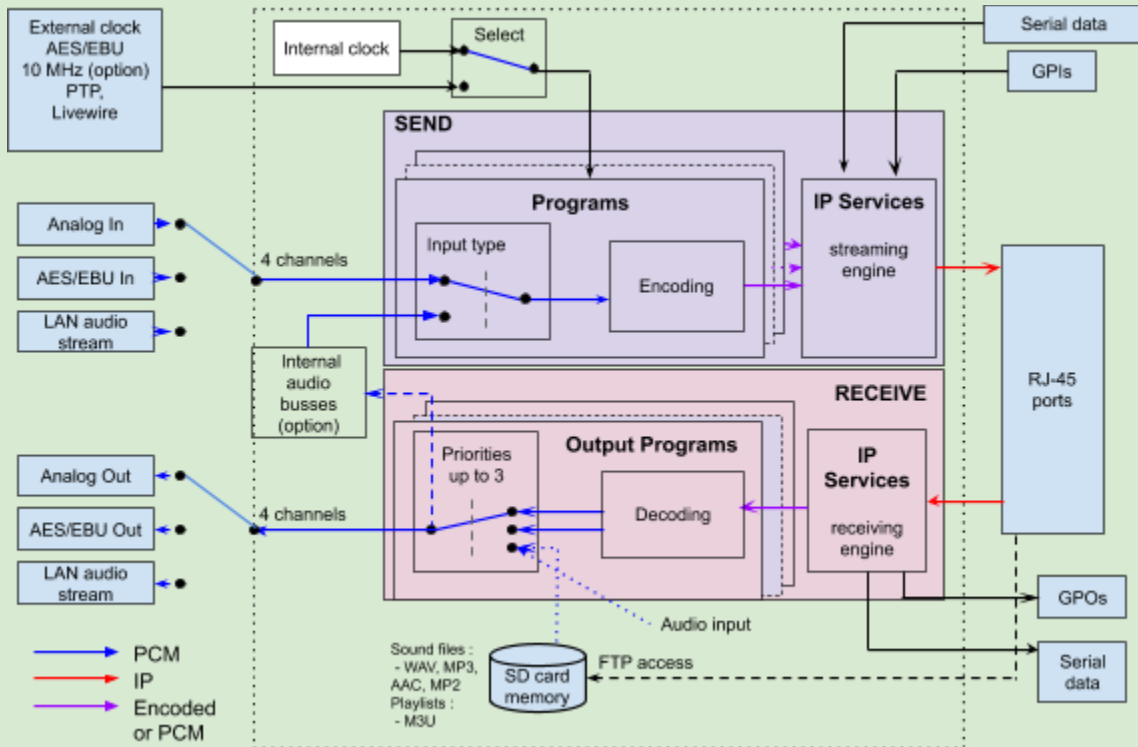 External clock
AES/EBU
10 MHz (option)
PTP,
Livewire
Internal clock
Select
Serial data
GPIs
SEND
Programs
IP Services
Analog In
4 channels
Input type
streaming
engine
AES/EBU In
Encoding
LAN audio
stream
Internal
audio
busses
(option)
RJ-45
ports
RECEIVE
Output Programs
Priorities
up to 3
IP
Services
Analog Out
4 channels
Decoding
AES/EBU Out
receiving
engine
LAN audio
stream
GPOs
Audio input
PCM
IP
Encoded
or PCM
Sound files :
- WAV, MP3,
AAC, MP2
Playlists :
- M3U
SD card
memory
FTP access
Serial
data